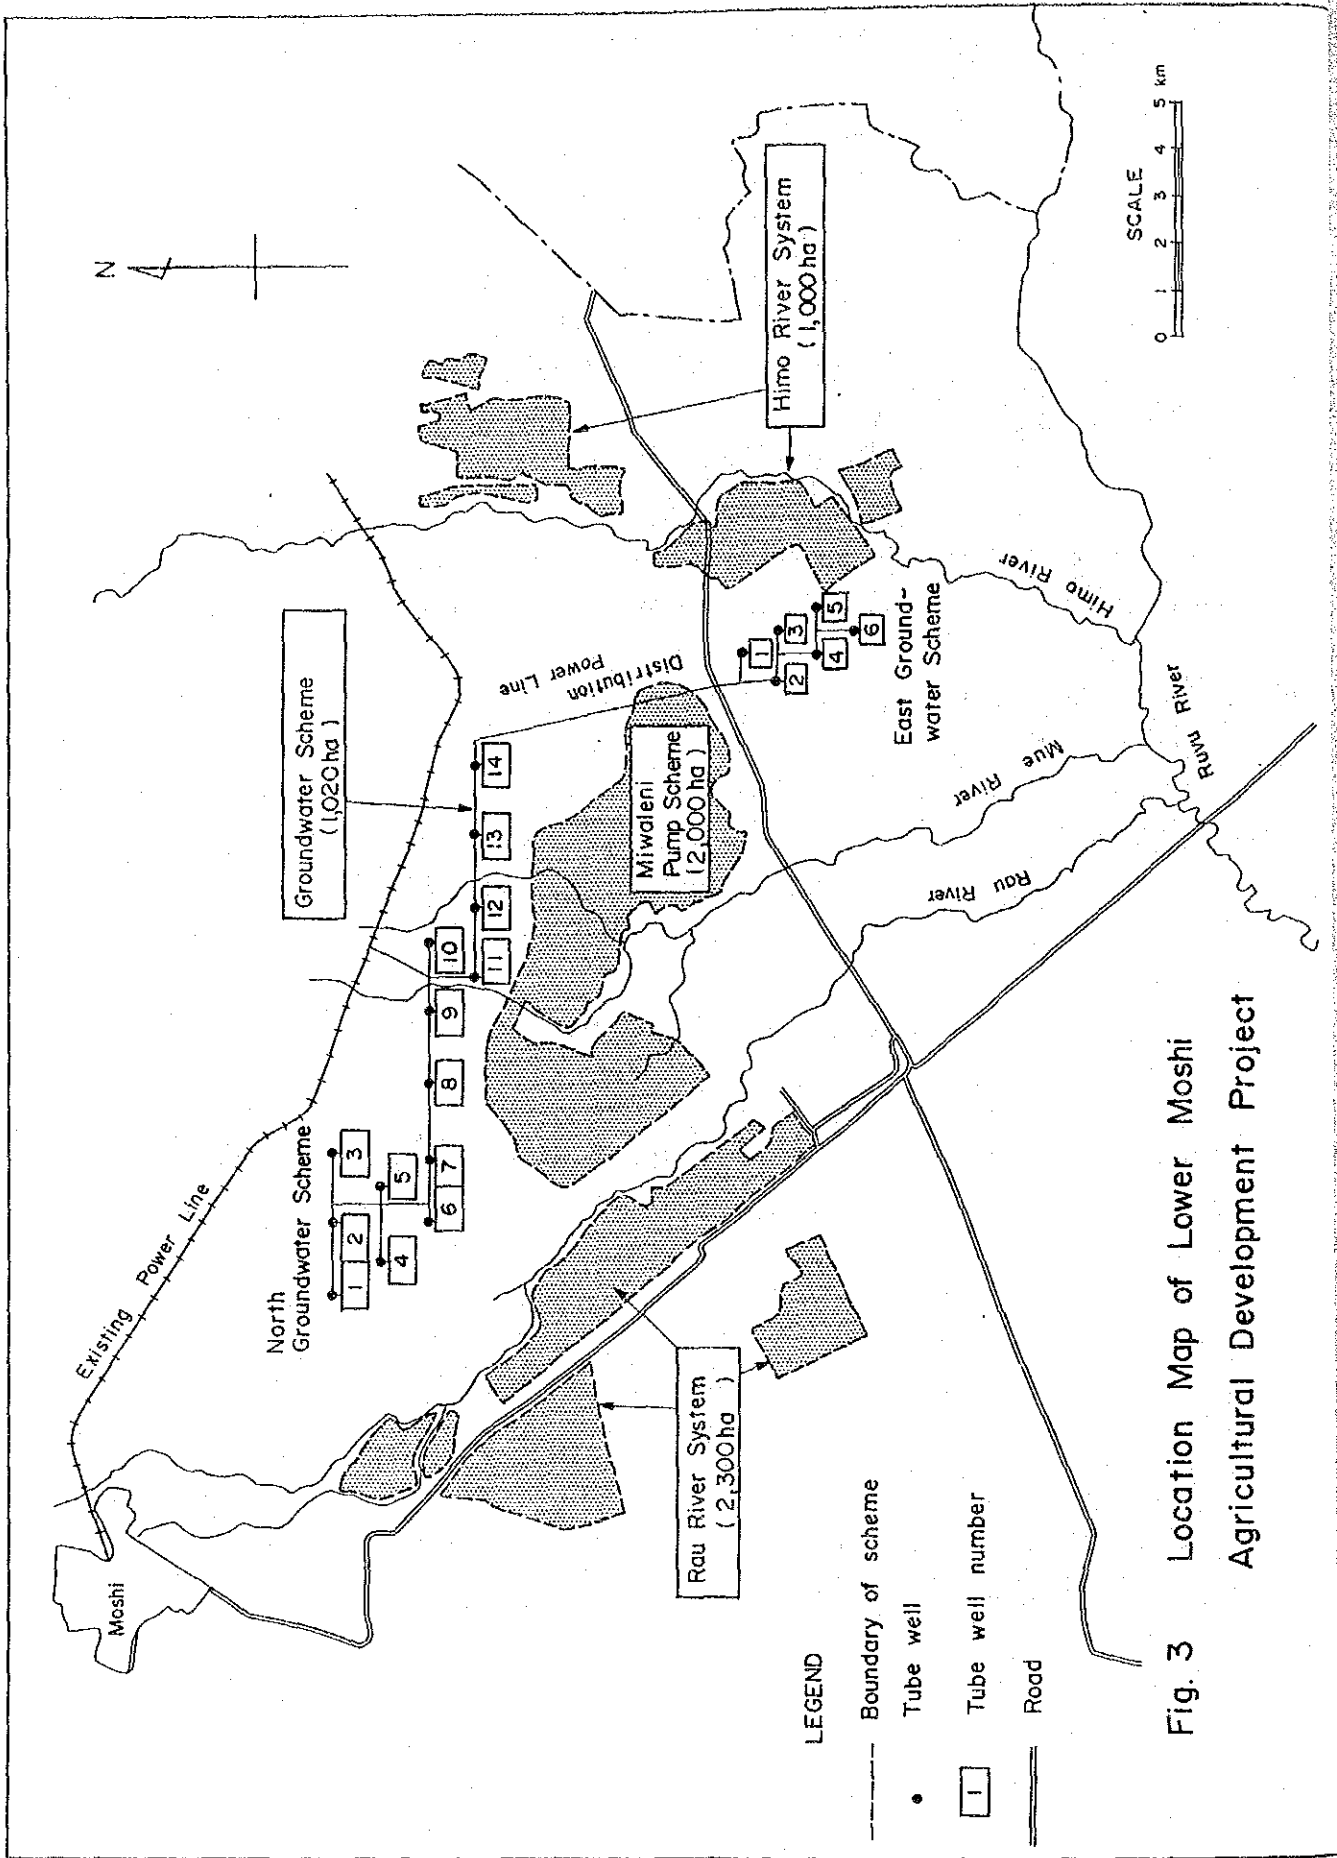 N
Moshi
Existing Power Line
North
Groundwater Scheme
1
2
3
4
5
6
7
8
9
10
11
12
13
14
Groundwater Scheme
(1,020 ha)
Distribution
Power Line
Miwaleni
Pump Scheme
(2,000 ha)
Himo River System
(1,000 ha)
1
2
3
4
5
6
East Ground-
water Scheme
Himo River
Mue River
Rau River
Ruvu River
Rau River System
(2,300 ha)
SCALE
0 1 2 3 4 5 km
LEGEND
Boundary of scheme
Tube well
1 Tube well number
Road
Fig. 3 Location Map of Lower Moshi
Agricultural Development Project